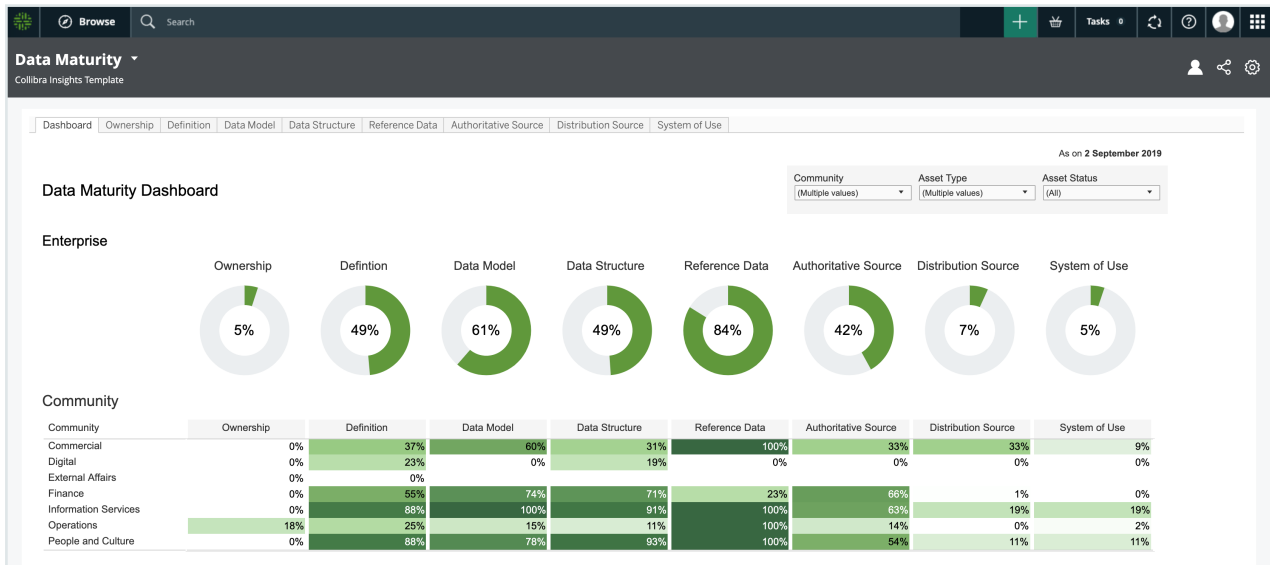 Browse Search Tasks 0
Data Maturity
Collibra Insights Template
Dashboard Ownership Definition Data Model Data Structure Reference Data Authoritative Source Distribution Source System of Use
As on 2 September 2019
Community Asset Type Asset Status
(Multiple values) (Multiple values) (All)
Data Maturity Dashboard
Enterprise
Ownership Defintion Data Model Data Structure Reference Data Authoritative Source Distribution Source System of Use
5% 49% 61% 49% 84% 42% 7% 5%
Community
Community Ownership Definition Data Model Data Structure Reference Data Authoritative Source Distribution Source System of Use
Commercial 0% 37% 60% 31% 100% 33% 33% 9%
Digital 0% 23% 0% 19% 0% 0% 0% 0%
External Affairs 0% 0%
Finance 0% 55% 74% 71% 23% 66% 1% 0%
Information Services 0% 88% 100% 91% 100% 63% 19% 19%
Operations 18% 25% 15% 11% 100% 14% 0% 2%
People and Culture 0% 88% 78% 93% 100% 54% 11% 11%